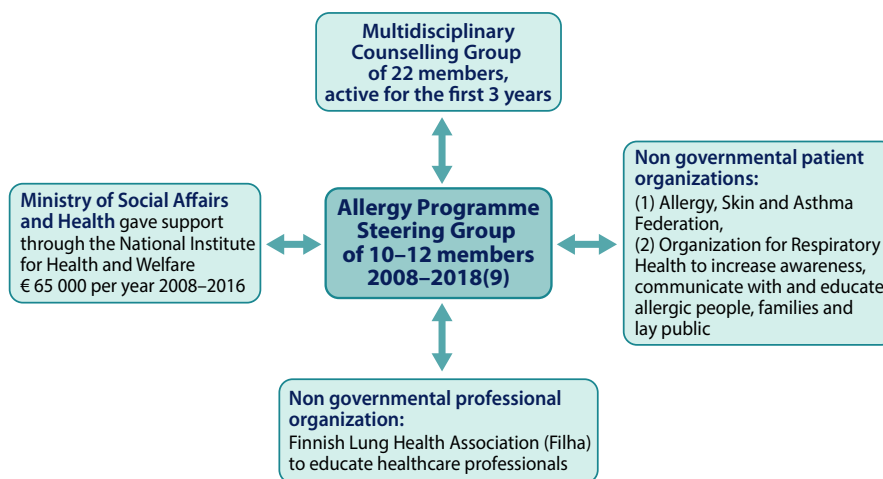 Multidisciplinary
Counselling Group
of 22 members,
active for the first 3 years
Ministry of Social Affairs
and Health gave support
through the National Institute
for Health and Welfare
€ 65 000 per year 2008–2016
Allergy Programme
Steering Group
of 10–12 members
2008–2018(9)
Non governmental patient
organizations:
(1) Allergy, Skin and Asthma
Federation,
(2) Organization for Respiratory
Health to increase awareness,
communicate with and educate
allergic people, families and
lay public
Non governmental professional
organization:
Finnish Lung Health Association (Filha)
to educate healthcare professionals